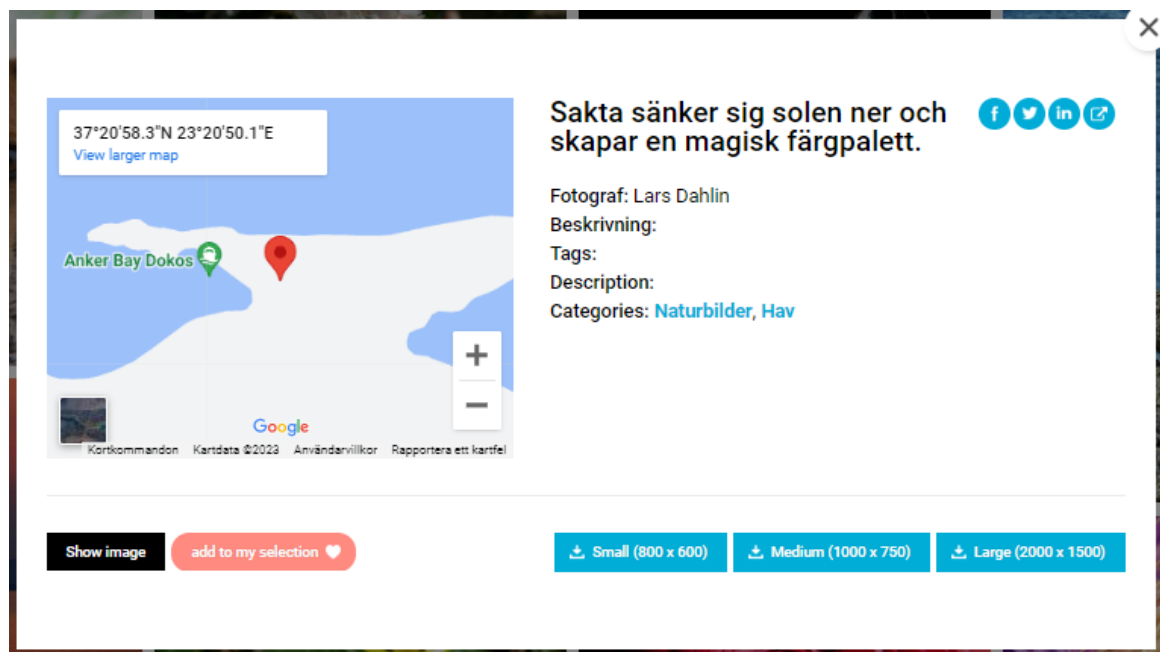 37°20'58.3"N 23°20'50.1"E
View larger map
Anker Bay Dokos
Google
Kortkommandon Kartdata ©2023 Användarvillkor Rapportera ett kartfel
Sakta sänker sig solen ner och
skapar en magisk färgpalett.
Fotograf: Lars Dahlin
Beskrivning:
Tags:
Description:
Categories: Naturbilder, Hav
Show image add to my selection
Small (800 x 600) Medium (1000 x 750) Large (2000 x 1500)